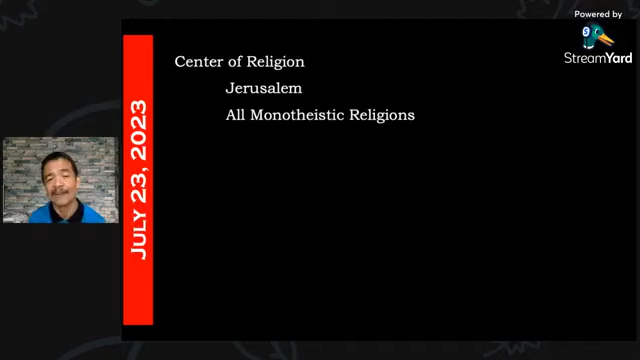 Powered by
StreamYard
Center of Religion
Jerusalem
All Monotheistic Religions
JULY 23, 2023